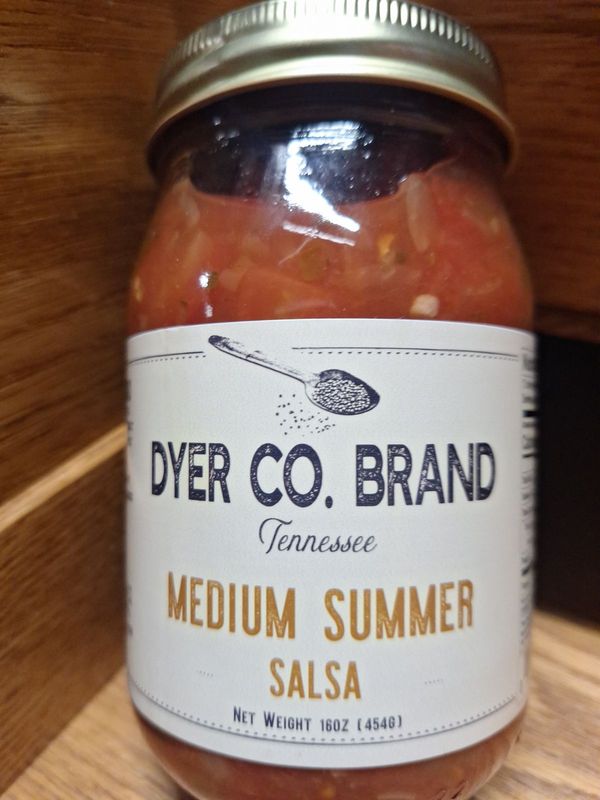 DYER CO. BRAND
Tennessee
MEDIUM SUMMER
SALSA
NET WEIGHT 16OZ (454G)